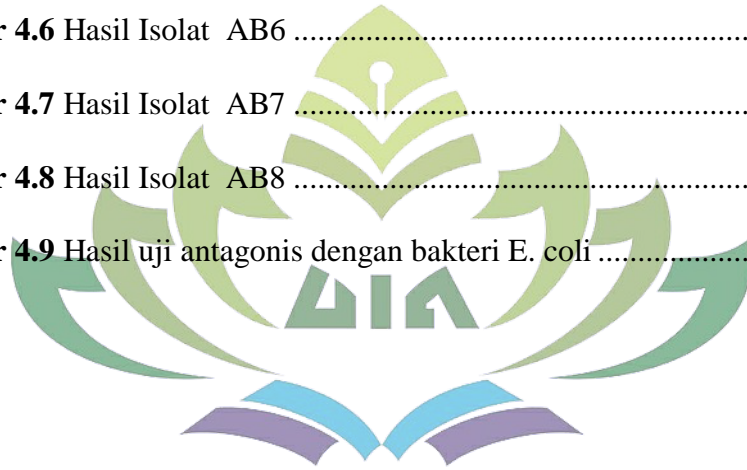 r 4.6 Hasil Isolat AB6 ..........................................................
r 4.7 Hasil Isolat AB7 ..........................................................
r 4.8 Hasil Isolat AB8 ..........................................................
r 4.9 Hasil uji antagonis dengan bakteri E. coli ...................
UIN